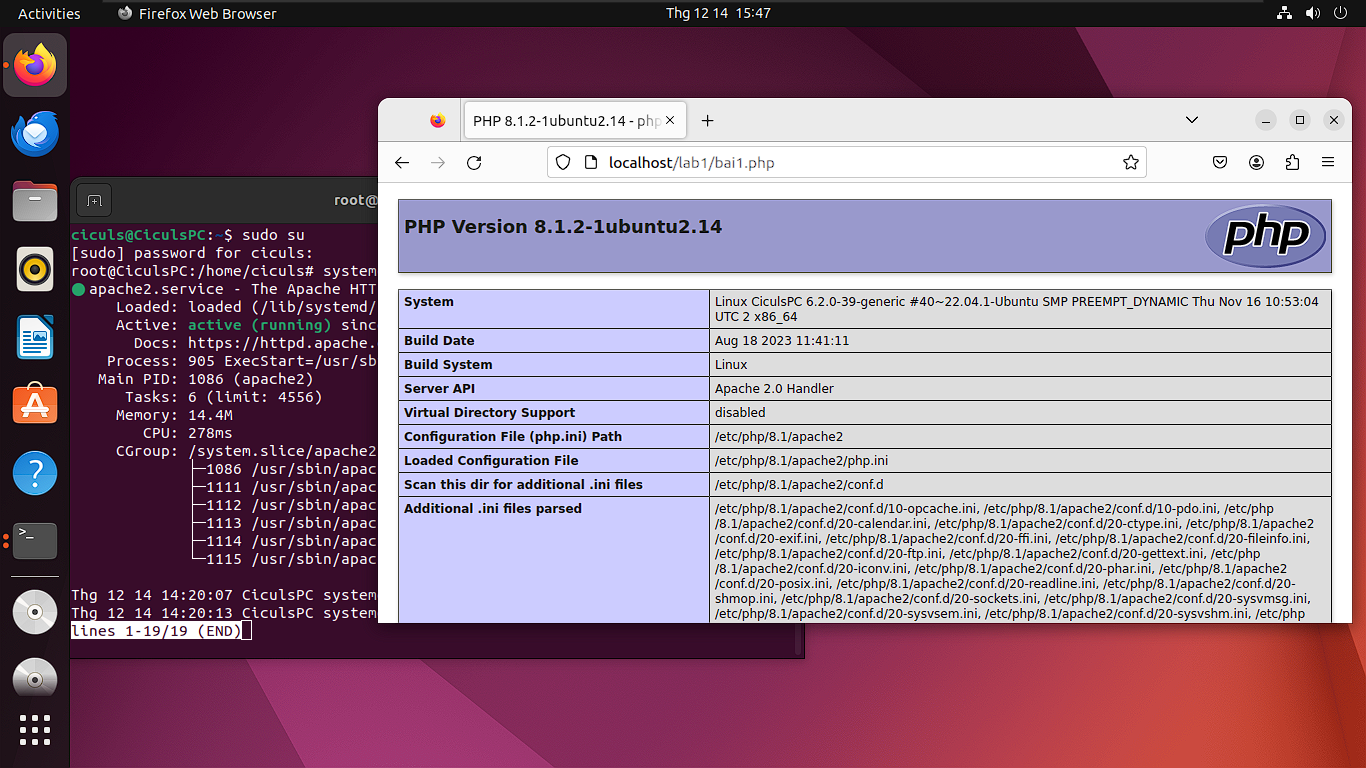 Activities
Firefox Web Browser
Thg 12 14 15:47
PHP 8.1.2-1ubuntu2.14 - php
localhost/lab1/bai1.php
root@
ciculs@CiculsPC:~$ sudo su
[sudo] password for ciculs:
root@CiculsPC:/home/ciculs# system
apache2.service - The Apache HTT
Loaded: loaded (/lib/systemd/
Active: active (running) sinc
Docs: https://httpd.apache.
Process: 905 ExecStart=/usr/sb
Main PID: 1086 (apache2)
Tasks: 6 (limit: 4556)
Memory: 14.4M
CPU: 278ms
CGroup: /system.slice/apache2
├─1086 /usr/sbin/apac
├─1111 /usr/sbin/apac
├─1112 /usr/sbin/apac
├─1113 /usr/sbin/apac
├─1114 /usr/sbin/apac
└─1115 /usr/sbin/apac
Thg 12 14 14:20:07 CiculsPC system
Thg 12 14 14:20:13 CiculsPC system
lines 1-19/19 (END)
PHP Version 8.1.2-1ubuntu2.14
php
System
Linux CiculsPC 6.2.0-39-generic #40~22.04.1-Ubuntu SMP PREEMPT_DYNAMIC Thu Nov 16 10:53:04
UTC 2 x86_64
Build Date
Aug 18 2023 11:41:11
Build System
Linux
Server API
Apache 2.0 Handler
Virtual Directory Support
disabled
Configuration File (php.ini) Path
/etc/php/8.1/apache2
Loaded Configuration File
/etc/php/8.1/apache2/php.ini
Scan this dir for additional .ini files
/etc/php/8.1/apache2/conf.d
Additional .ini files parsed
/etc/php/8.1/apache2/conf.d/10-opcache.ini, /etc/php/8.1/apache2/conf.d/10-pdo.ini, /etc/php
/8.1/apache2/conf.d/20-calendar.ini, /etc/php/8.1/apache2/conf.d/20-ctype.ini, /etc/php/8.1/apache2
/conf.d/20-exif.ini, /etc/php/8.1/apache2/conf.d/20-ffi.ini, /etc/php/8.1/apache2/conf.d/20-fileinfo.ini,
/etc/php/8.1/apache2/conf.d/20-ftp.ini, /etc/php/8.1/apache2/conf.d/20-gettext.ini, /etc/php
/8.1/apache2/conf.d/20-iconv.ini, /etc/php/8.1/apache2/conf.d/20-phar.ini, /etc/php/8.1/apache2
/conf.d/20-posix.ini, /etc/php/8.1/apache2/conf.d/20-readline.ini, /etc/php/8.1/apache2/conf.d/20-
shmop.ini, /etc/php/8.1/apache2/conf.d/20-sockets.ini, /etc/php/8.1/apache2/conf.d/20-sysvmsg.ini,
/etc/php/8.1/apache2/conf.d/20-sysvsem.ini, /etc/php/8.1/apache2/conf.d/20-sysvshm.ini, /etc/php